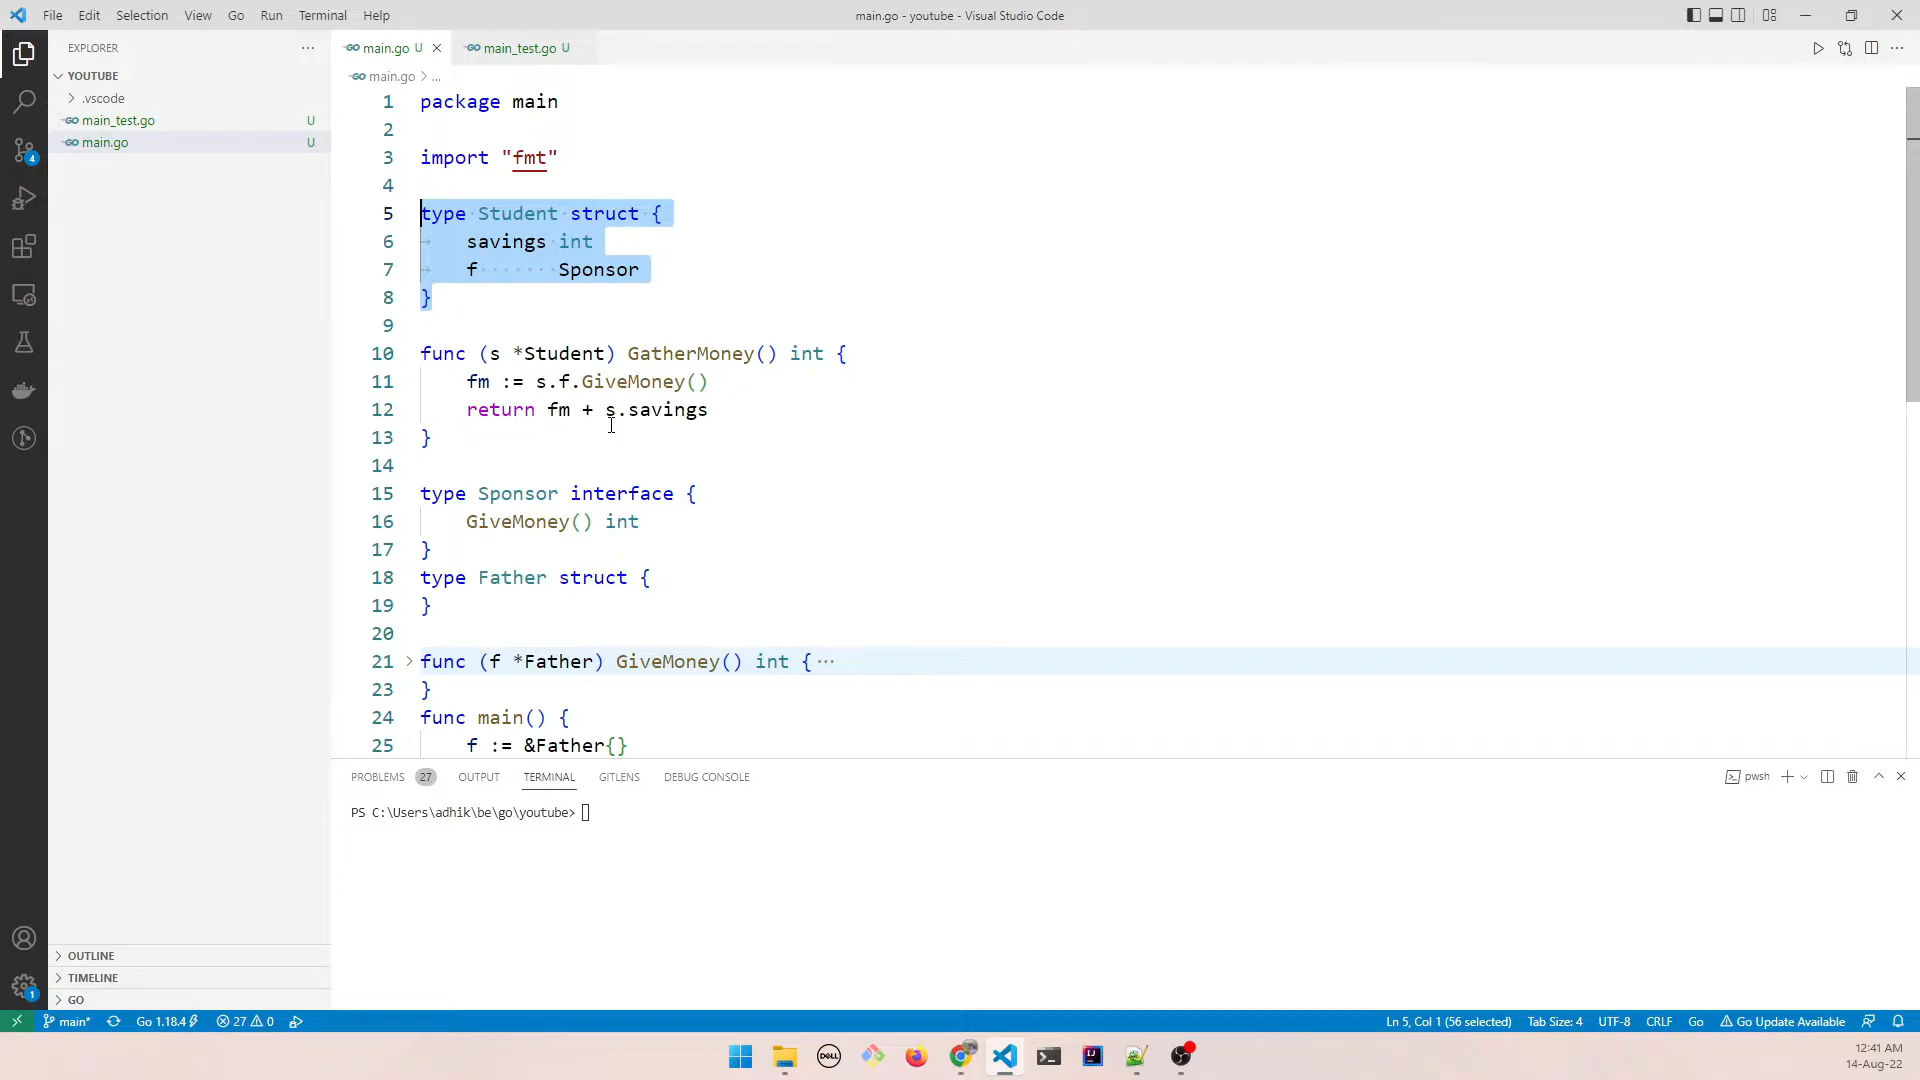 File Edit Selection View Go Run Terminal Help
main.go - youtube - Visual Studio Code
EXPLORER
YOUTUBE
.vscode
main_test.go U
main.go U
OUTLINE
TIMELINE
GO
main.go U
main_test.go U
main.go > ...
1 package main
2
3 import "fmt"
4
5 type Student struct {
6 savings int
7 f Sponsor
8 }
9
10 func (s *Student) GatherMoney() int {
11 fm := s.f.GiveMoney()
12 return fm + s.savings
13 }
14
15 type Sponsor interface {
16 GiveMoney() int
17 }
18 type Father struct {
19 }
20
21 func (f *Father) GiveMoney() int {···
23 }
24 func main() {
25 f := &Father{}
PROBLEMS 27 OUTPUT TERMINAL GITLENS DEBUG CONSOLE
pwsh
PS C:\Users\adhik\be\go\youtube>
4
1
main* Go 1.18.4 27 0
Ln 5, Col 1 (56 selected) Tab Size: 4 UTF-8 CRLF Go Go Update Available
DELL
IJ
12:41 AM
14-Aug-22